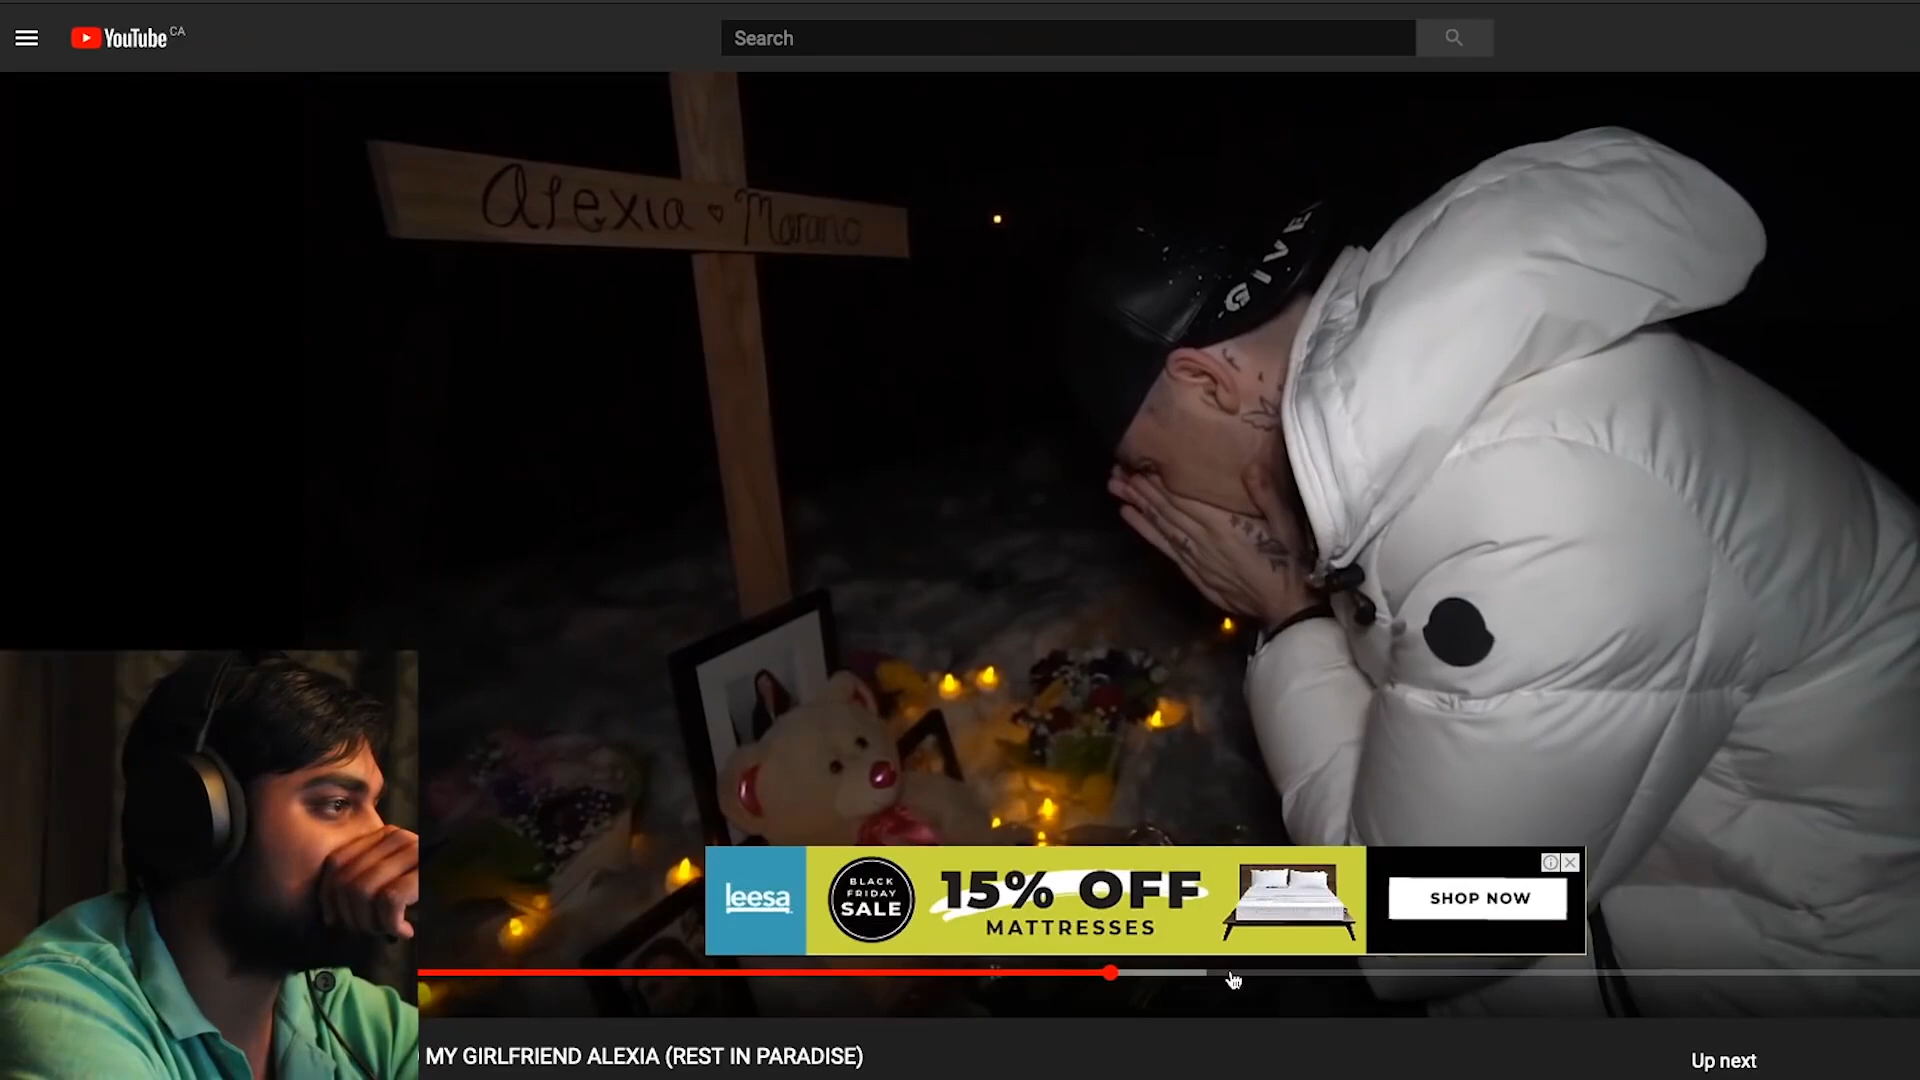 YouTube CA
Search
Alexia ♡ Marano
GIVE
leesa
BLACK
FRIDAY
SALE
15% OFF
MATTRESSES
SHOP NOW
MY GIRLFRIEND ALEXIA (REST IN PARADISE)
Up next